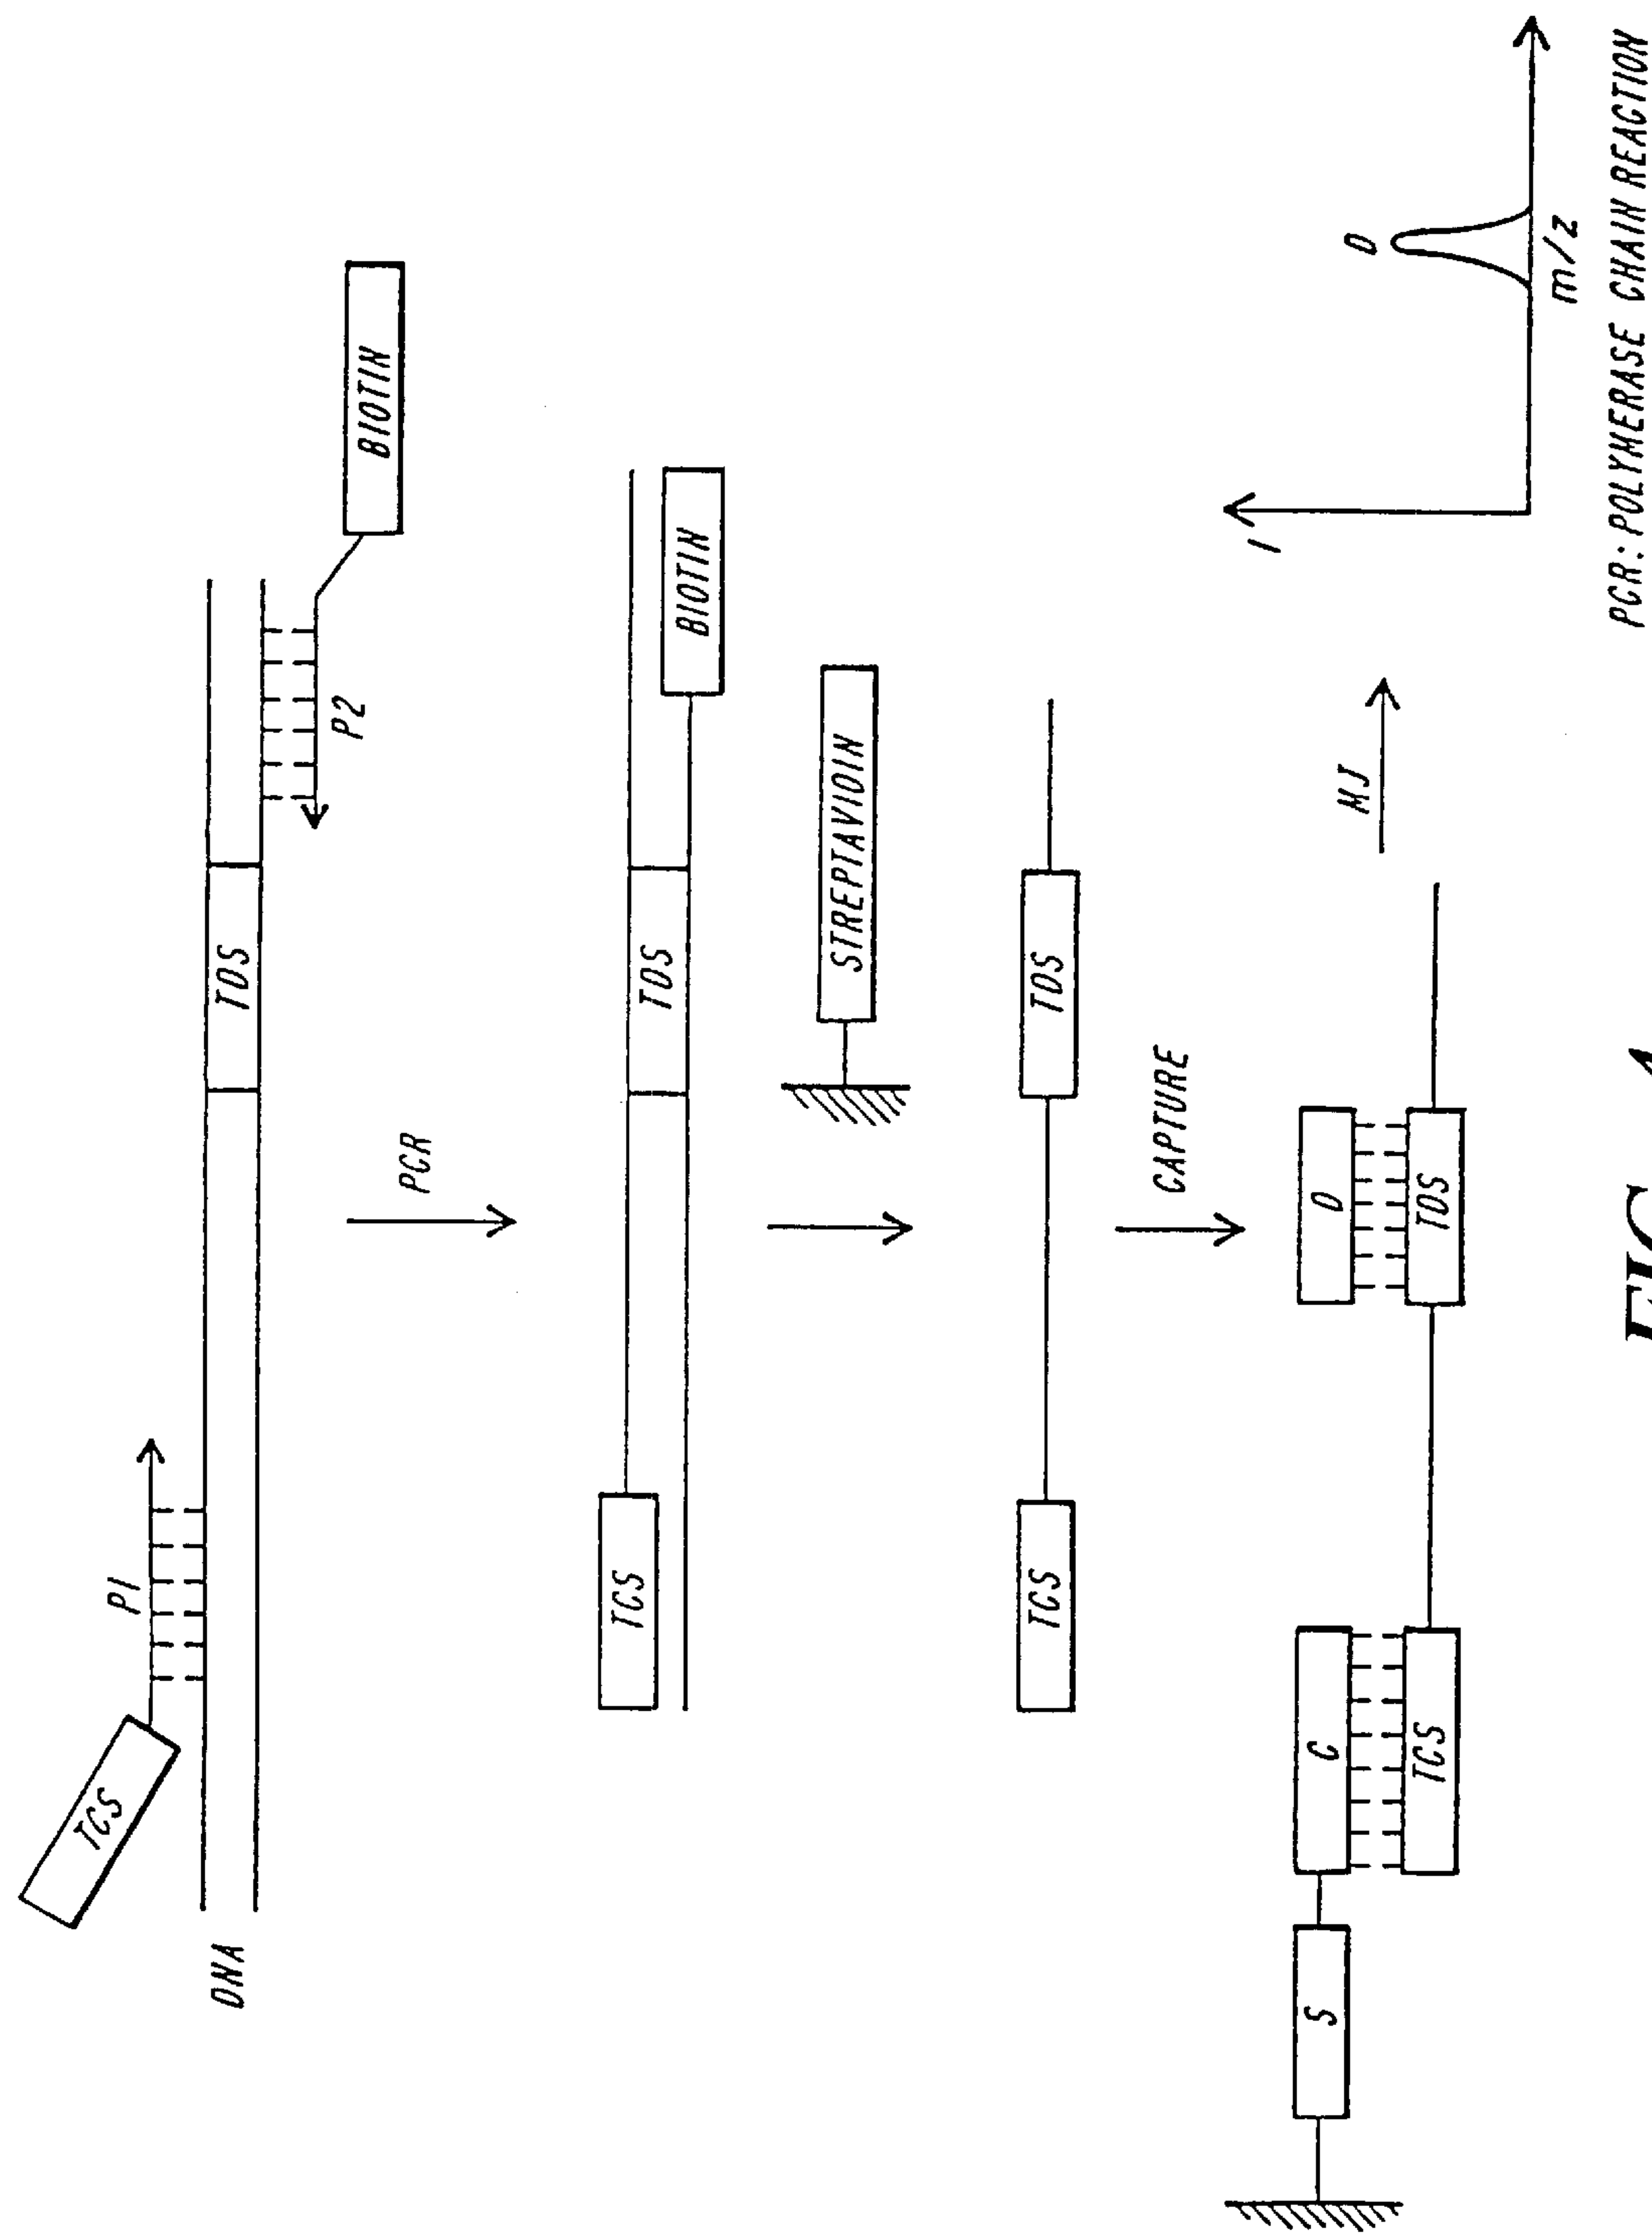 TCS
P1
DNA
TDS
P2
BIOTIN
PCR
TCS
TDS
BIOTIN
STREPTAVIDIN
TCS
TDS
CAPTURE
S
C
TCS
D
TDS
MJ
I
D
m/z
PCR: POLYMERASE CHAIN REACTION